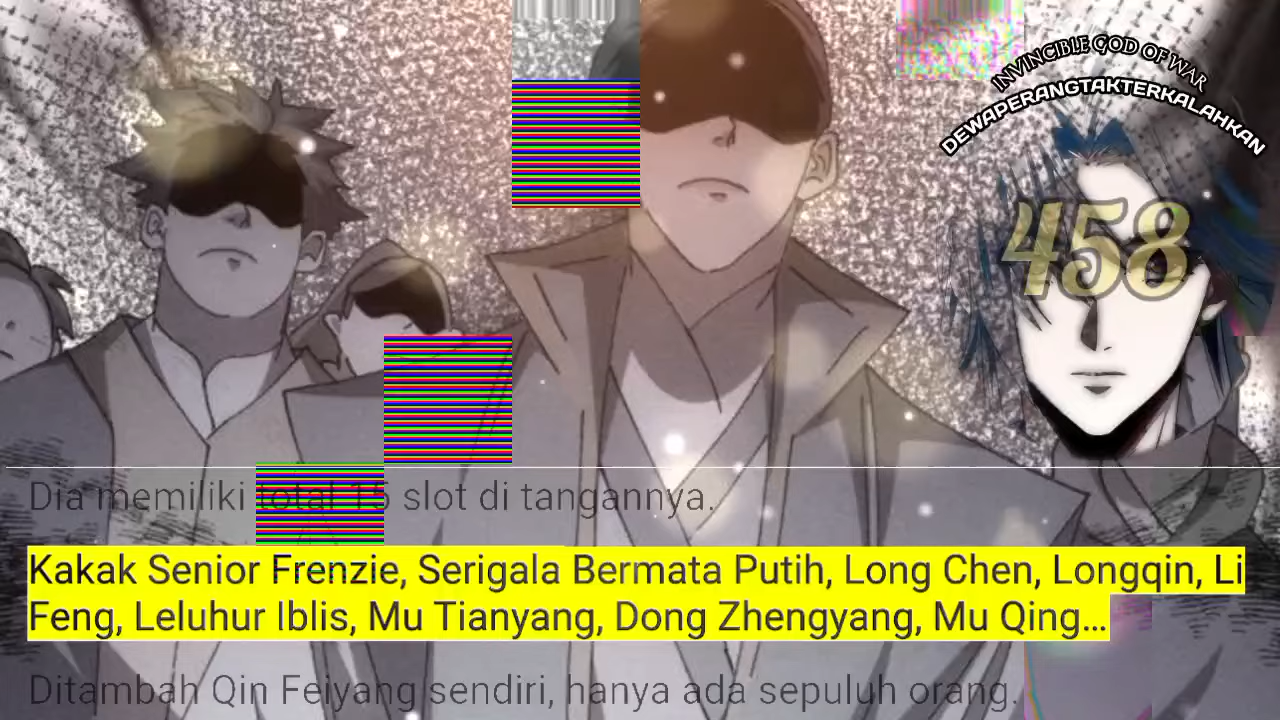 INVINCIBLE GOD OF WAR
DEWAPERANGTAKTERKALAHKAN
458
Dia memiliki total 15 slot di tangannya.
Kakak Senior Frenzie, Serigala Bermata Putih, Long Chen, Longqin, Li
Feng, Leluhur Iblis, Mu Tianyang, Dong Zhengyang, Mu Qing...
Ditambah Qin Feiyang sendiri, hanya ada sepuluh orang.